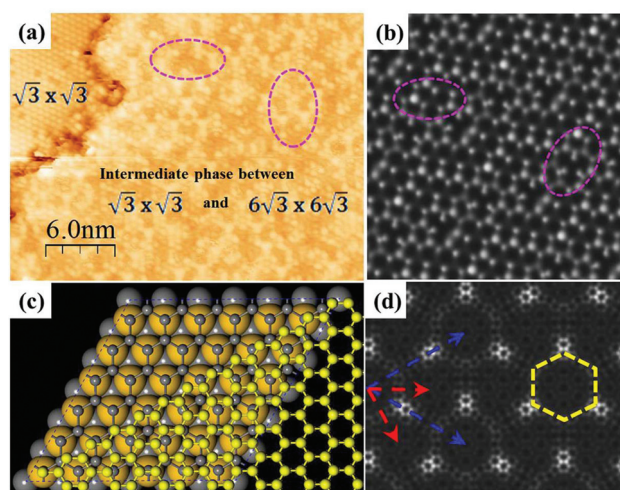 (a)
√3 x √3
Intermediate phase between
√3 x √3 and 6√3 x 6√3
6.0nm
(b)
(c)
(d)